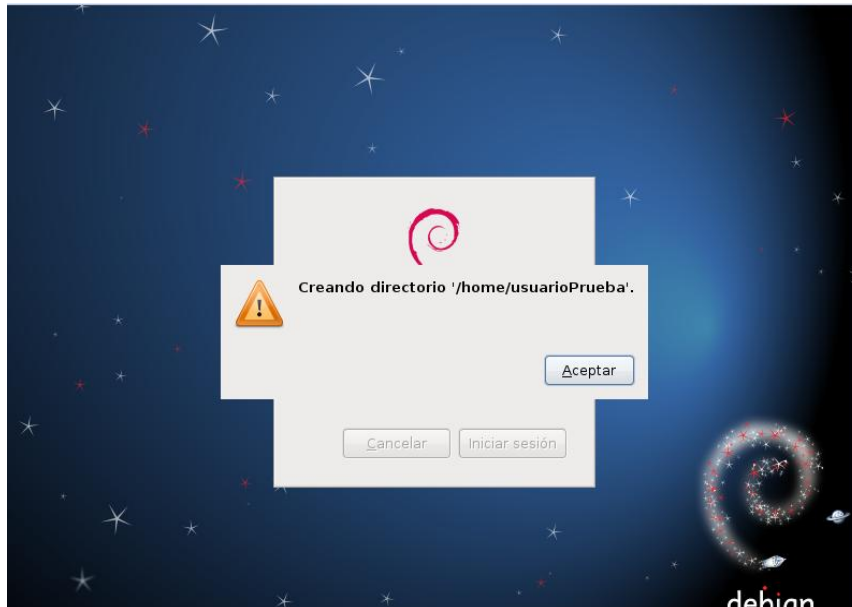 Creando directorio '/home/usuarioPrueba'.
Aceptar
Cancelar
Iniciar sesión
debian